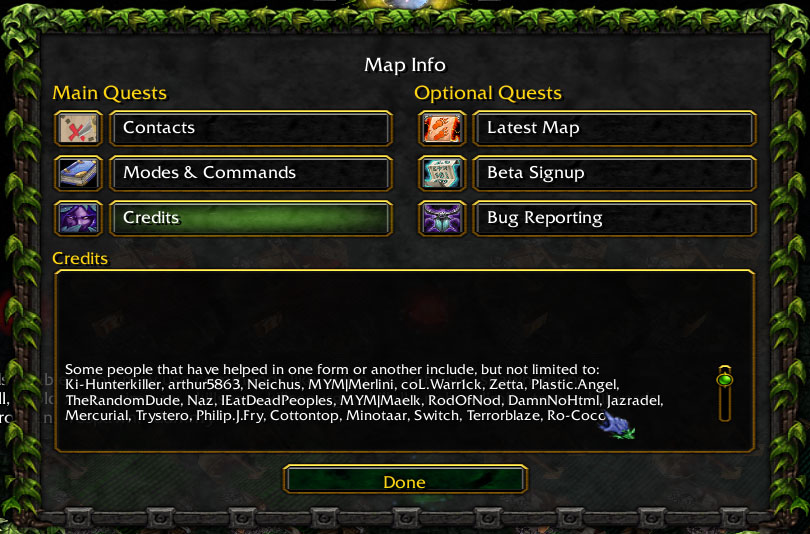 Map Info
Main Quests
Optional Quests
Contacts
Latest Map
Modes & Commands
Beta Signup
Credits
Bug Reporting
Credits
Some people that have helped in one form or another include, but not limited to:
Ki-Hunterkiller, arthur5863, Neichus, MYM|Merlini, coL.Warr1ck, Zetta, Plastic.Angel,
TheRandomDude, Naz, IEatDeadPeoples, MYM|Maelk, RodOfNod, DamnNoHtml, Jazradel,
Mercurial, Trystero, Philip.J.Fry, Cottontop, Minotaar, Switch, Terrorblaze, Ro-Coco
Done